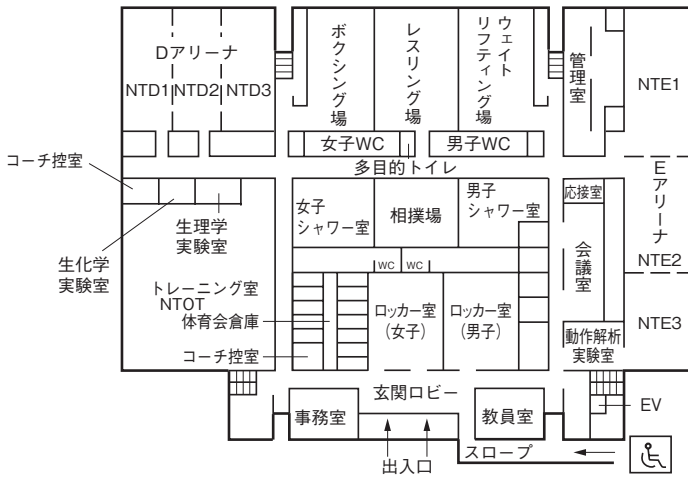 Dアリーナ
NTD1
NTD2
NTD3
ボクシング場
レスリング場
ウェイト
リフティング場
管理室
NTE1
女子WC
男子WC
多目的トイレ
コーチ控室
生理学
実験室
生化学
実験室
女子
シャワー室
相撲場
男子
シャワー室
応接室
Eアリーナ
NTE2
会議室
WC
WC
トレーニング室
NTOT
体育会倉庫
ロッカー室
(女子)
ロッカー室
(男子)
NTE3
動作解析
実験室
コーチ控室
玄関ロビー
事務室
教員室
EV
出入口
スロープ